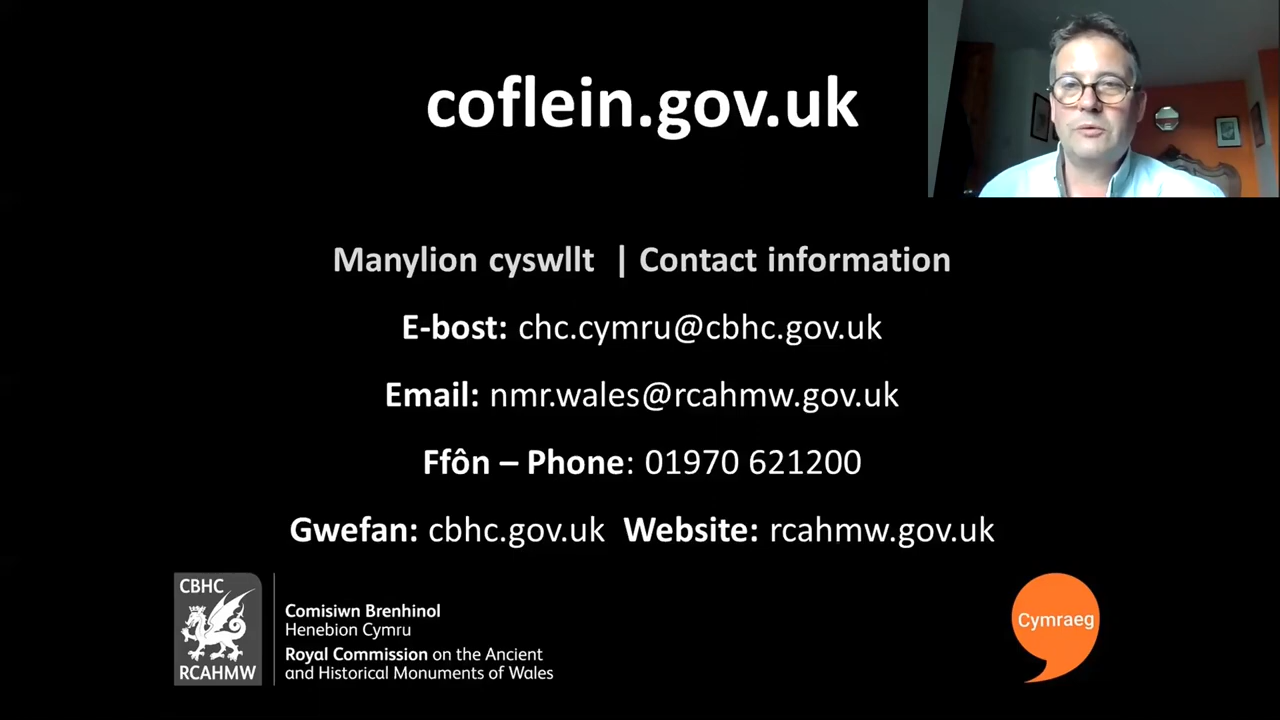 coflein.gov.uk
Manylion cyswllt | Contact information
E-bost: chc.cymru@cbhc.gov.uk
Email: nmr.wales@rcahmw.gov.uk
Ffôn – Phone: 01970 621200
Gwefan: cbhc.gov.uk Website: rcahmw.gov.uk
CBHC
RCAHMW
Comisiwn Brenhinol
Henebion Cymru
Royal Commission on the Ancient
and Historical Monuments of Wales
Cymraeg